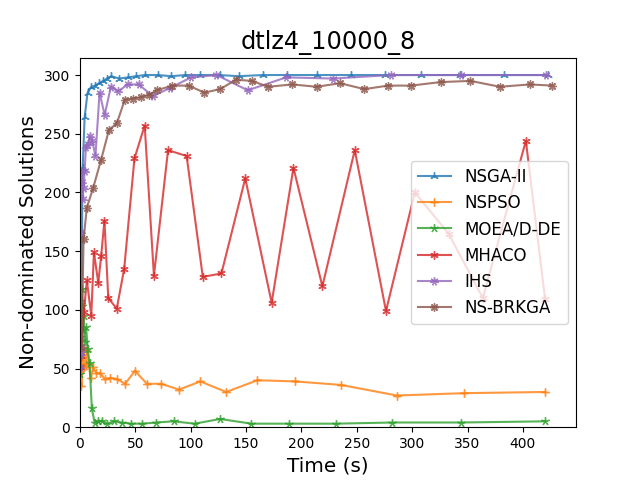 dtlz4_10000_8
Non-dominated Solutions
300
250
200
150
100
50
0
NSGA-II
NSPSO
MOEA/D-DE
MHACO
IHS
NS-BRKGA
0 50 100 150 200 250 300 350 400
Time (s)